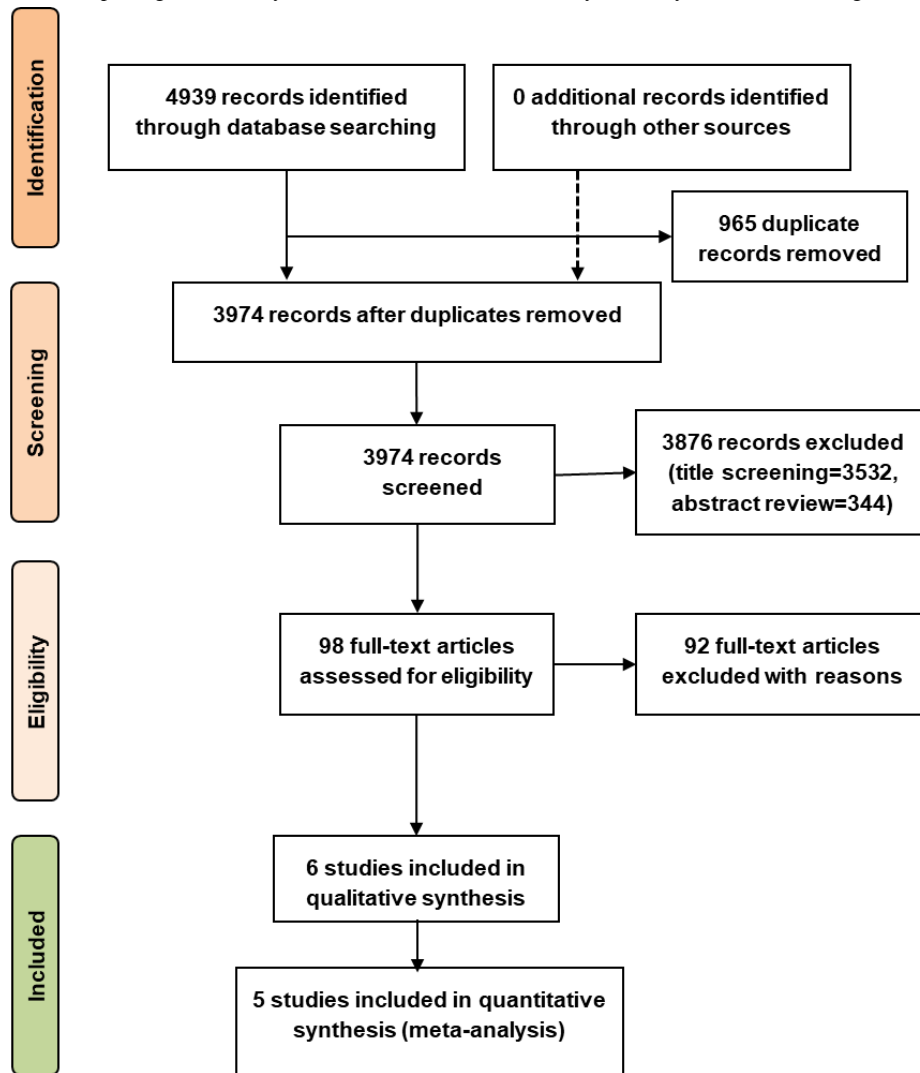 Identification
4939 records identified
through database searching
0 additional records identified
through other sources
965 duplicate
records removed
Screening
3974 records after duplicates removed
3974 records
screened
3876 records excluded
(title screening=3532,
abstract review=344)
Eligibility
98 full-text articles
assessed for eligibility
92 full-text articles
excluded with reasons
Included
6 studies included in
qualitative synthesis
5 studies included in quantitative
synthesis (meta-analysis)